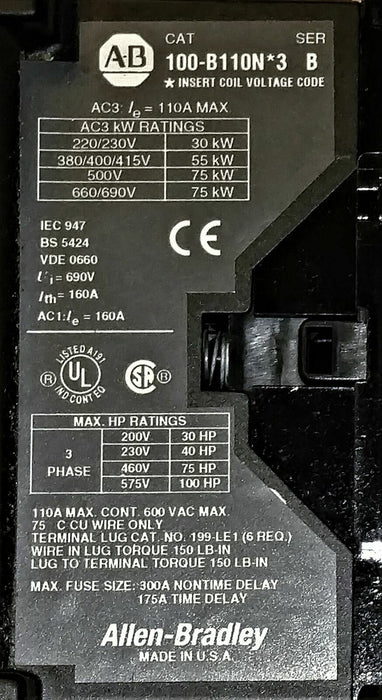 CAT SER
A·B 100-B110N*3 B
* INSERT COIL VOLTAGE CODE
AC3: Ie = 110A MAX
AC3 kW RATINGS
220/230V 30 kW
380/400/415V 55 kW
500V 75 kW
660/690V 75 kW
IEC 947
BS 5424
VDE 0660
Ui = 690V
Ith = 160A
AC1: Ie = 160A
CE
LISTED A191
® UL SA ®
IND CONT EQ
MAX. HP RATINGS
3 PHASE
200V 30 HP
230V 40 HP
460V 75 HP
575V 100 HP
110A MAX. CONT. 600 VAC MAX.
75 C CU WIRE ONLY
TERMINAL LUG CAT. NO. 199-LE1 (6 REQ.)
WIRE IN LUG TORQUE 150 LB-IN
LUG TO TERMINAL TORQUE 150 LB-IN
MAX. FUSE SIZE: 300A NONTIME DELAY
175A TIME DELAY
Allen-Bradley
MADE IN U.S.A.